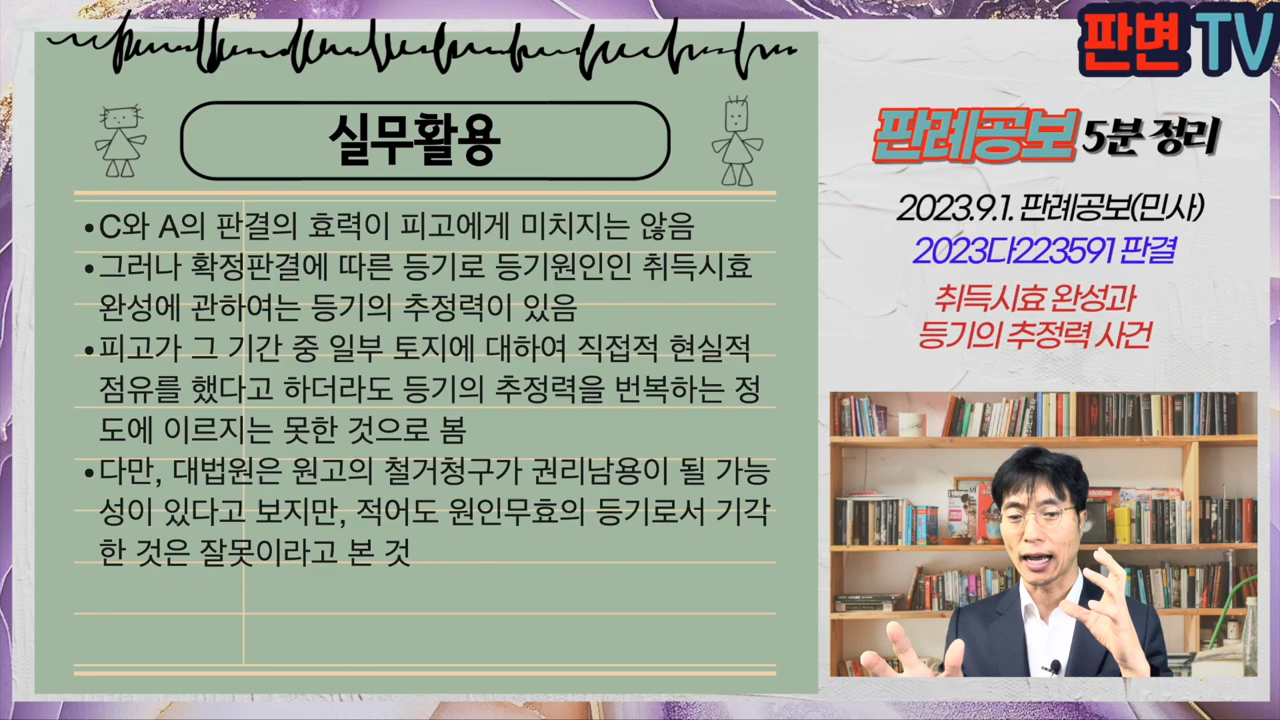 판변 TV
실무활용
•C와 A의 판결의 효력이 피고에게 미치지는 않음
•그러나 확정판결에 따른 등기로 등기원인인 취득시효
완성에 관하여는 등기의 추정력이 있음
•피고가 그 기간 중 일부 토지에 대하여 직접적 현실적
점유를 했다고 하더라도 등기의 추정력을 번복하는 정
도에 이르지는 못한 것으로 봄
•다만, 대법원은 원고의 철거청구가 권리남용이 될 가능
성이 있다고 보지만, 적어도 원인무효의 등기로서 기각
한 것은 잘못이라고 본 것
판례공보 5분 정리
2023.9.1. 판례공보(민사)
2023다223591 판결
취득시효 완성과
등기의 추정력 사건